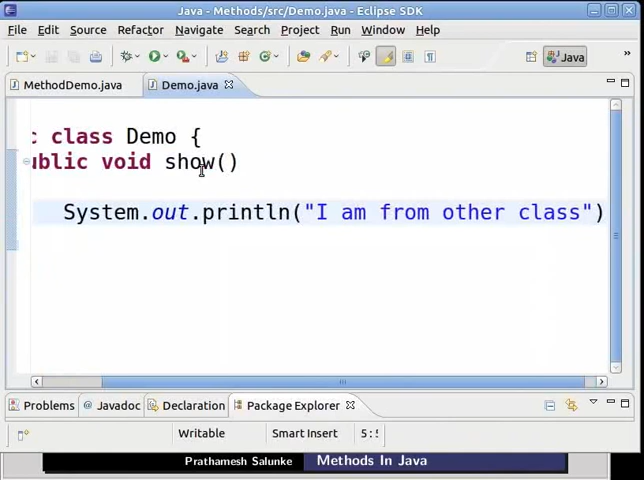 Java - Methods/src/Demo.java - Eclipse SDK
File Edit Source Refactor Navigate Search Project Run Window Help
Java
MethodDemo.java Demo.java
c class Demo {
ublic void show()
System.out.println("I am from other class")
Problems @ Javadoc Declaration Package Explorer
Writable Smart Insert 5:
Prathamesh Salunke Methods In Java